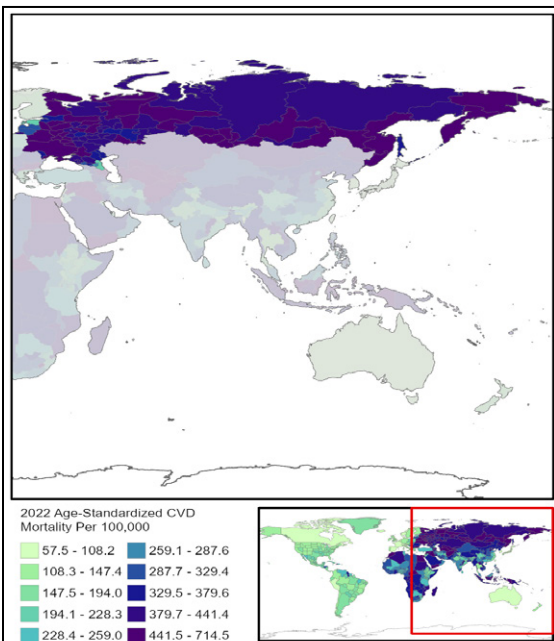 2022 Age-Standardized CVD
Mortality Per 100,000
57.5 - 108.2
108.3 - 147.4
147.5 - 194.0
194.1 - 228.3
228.4 - 259.0
259.1 - 287.6
287.7 - 329.4
329.5 - 379.6
379.7 - 441.4
441.5 - 714.5